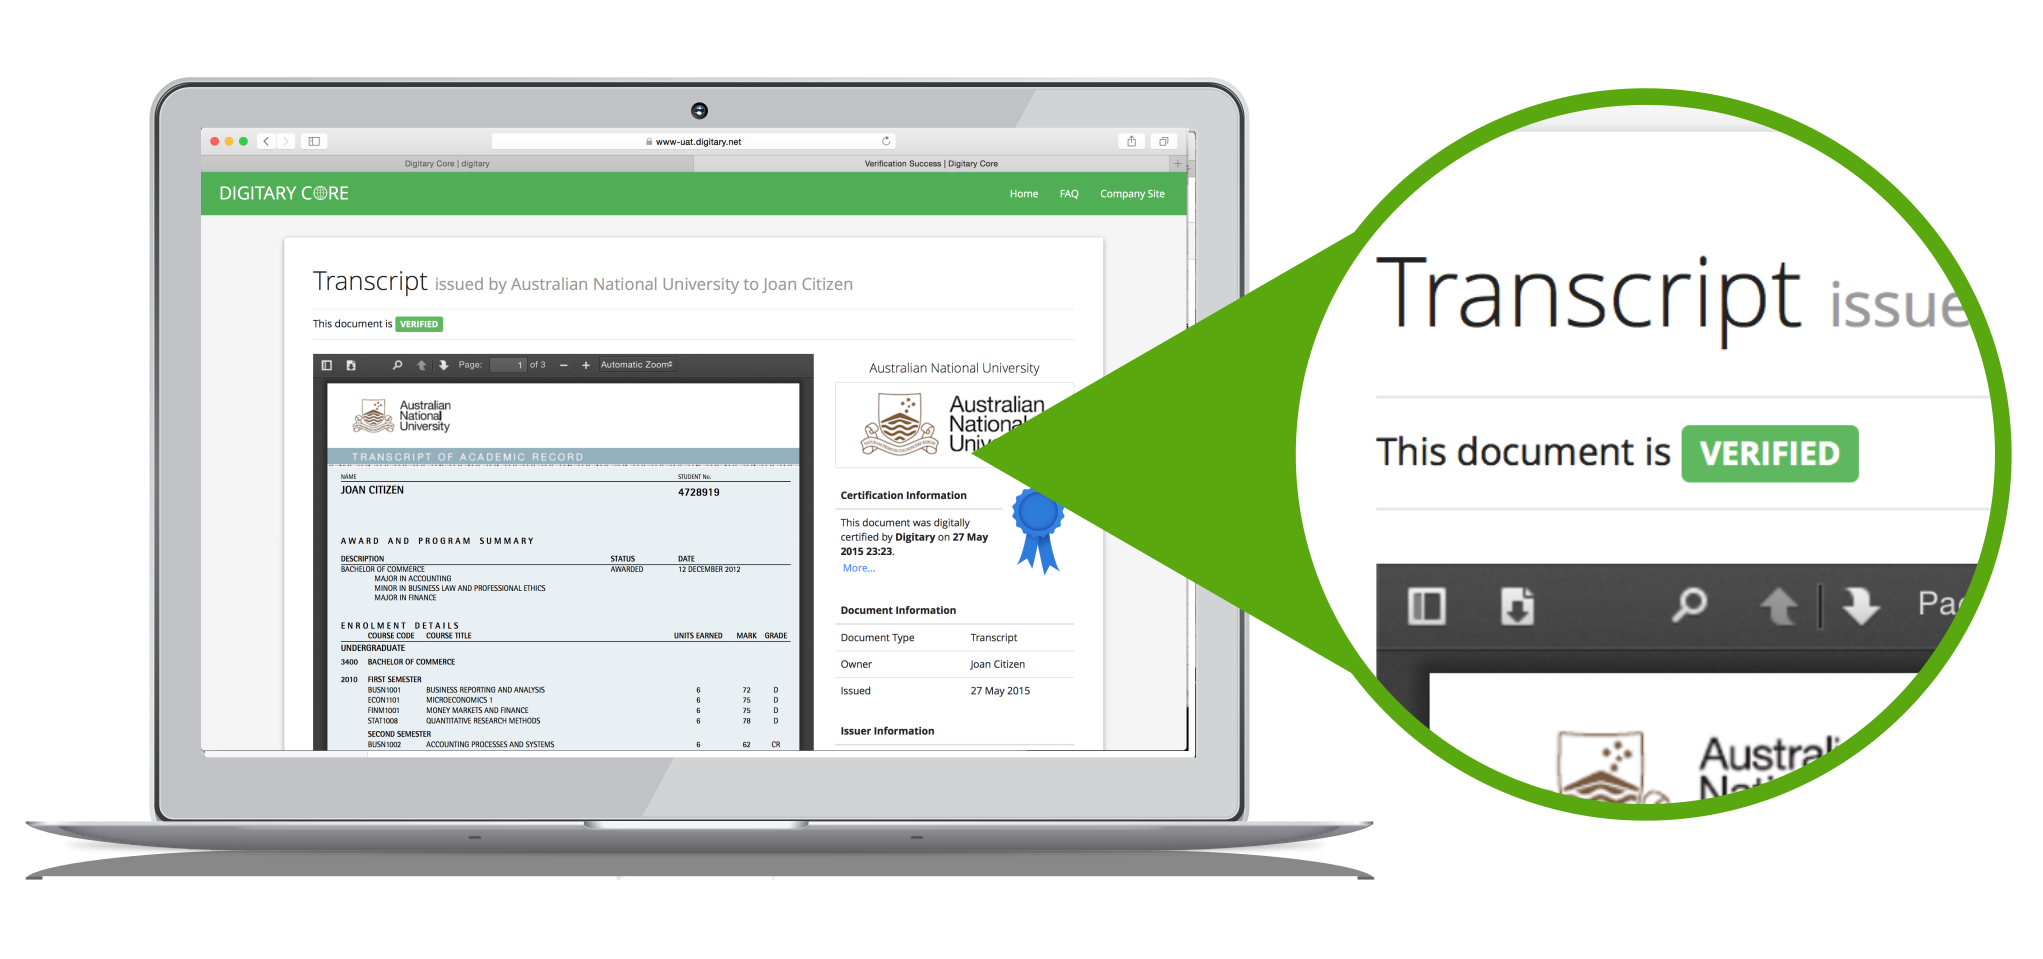 www-uat.digitary.net
Digitary Core | digitary
Verification Success | Digitary Core
DIGITARY CORE
Home FAQ Company Site
Transcript issued by Australian National University to Joan Citizen
This document is VERIFIED
Page: 1 of 3 Automatic Zoom
Australian
National
University
TRANSCRIPT OF ACADEMIC RECORD
NAME STUDENT No.
JOAN CITIZEN 4728919
AWARD AND PROGRAM SUMMARY
DESCRIPTION STATUS DATE
BACHELOR OF COMMERCE AWARDED 12 DECEMBER 2012
MAJOR IN ACCOUNTING
MINOR IN BUSINESS LAW AND PROFESSIONAL ETHICS
MAJOR IN FINANCE
ENROLMENT DETAILS
COURSE CODE COURSE TITLE UNITS EARNED MARK GRADE
UNDERGRADUATE
3400 BACHELOR OF COMMERCE
2010 FIRST SEMESTER
BUSN1001 BUSINESS REPORTING AND ANALYSIS 6 72 D
ECON1101 MICROECONOMICS 1 6 75 D
FINM1001 MONEY MARKETS AND FINANCE 6 75 D
STAT1008 QUANTITATIVE RESEARCH METHODS 6 78 D
SECOND SEMESTER
BUSN1002 ACCOUNTING PROCESSES AND SYSTEMS 6 62 CR
Australian National University
Australian
National
Univ
Certification Information
This document was digitally
certified by Digitary on 27 May
2015 23:23.
More...
Document Information
Document Type Transcript
Owner Joan Citizen
Issued 27 May 2015
Issuer Information
Transcript issue
This document is VERIFIED
Pag
Austral
Nat